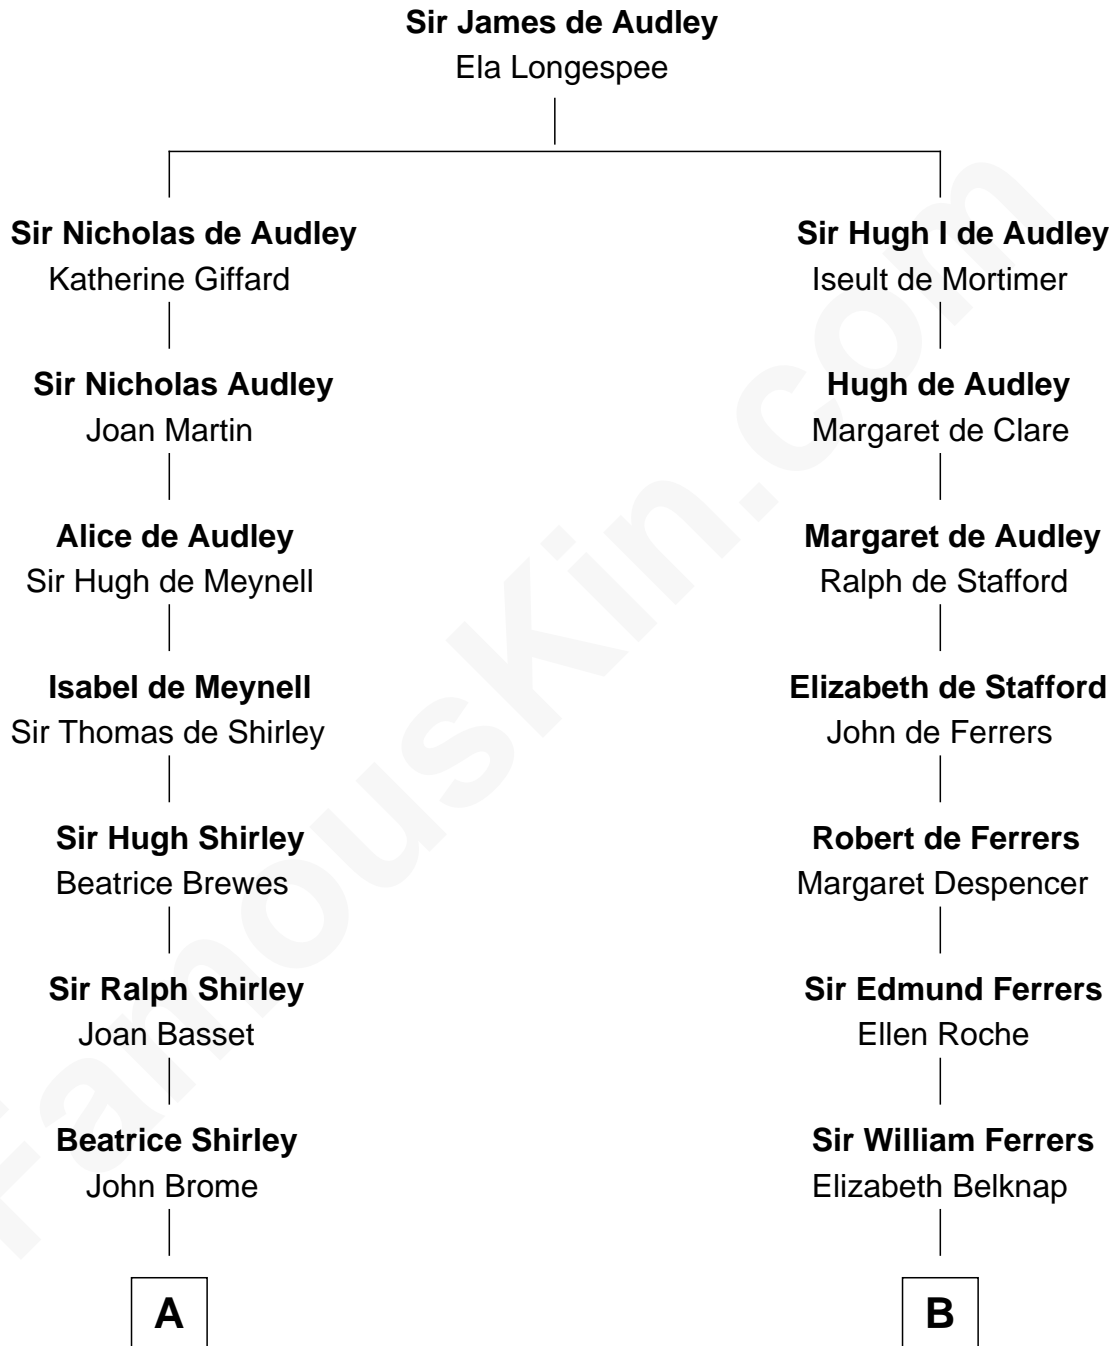 Sir James de Audley
Ela Longespee
Sir Nicholas de Audley
Katherine Giffard
Sir Nicholas Audley
Joan Martin
Alice de Audley
Sir Hugh de Meynell
Isabel de Meynell
Sir Thomas de Shirley
Sir Hugh Shirley
Beatrice Brewes
Sir Ralph Shirley
Joan Basset
Beatrice Shirley
John Brome
A
Sir Hugh I de Audley
Iseult de Mortimer
Hugh de Audley
Margaret de Clare
Margaret de Audley
Ralph de Stafford
Elizabeth de Stafford
John de Ferrers
Robert de Ferrers
Margaret Despencer
Sir Edmund Ferrers
Ellen Roche
Sir William Ferrers
Elizabeth Belknap
B
FamousKin.com